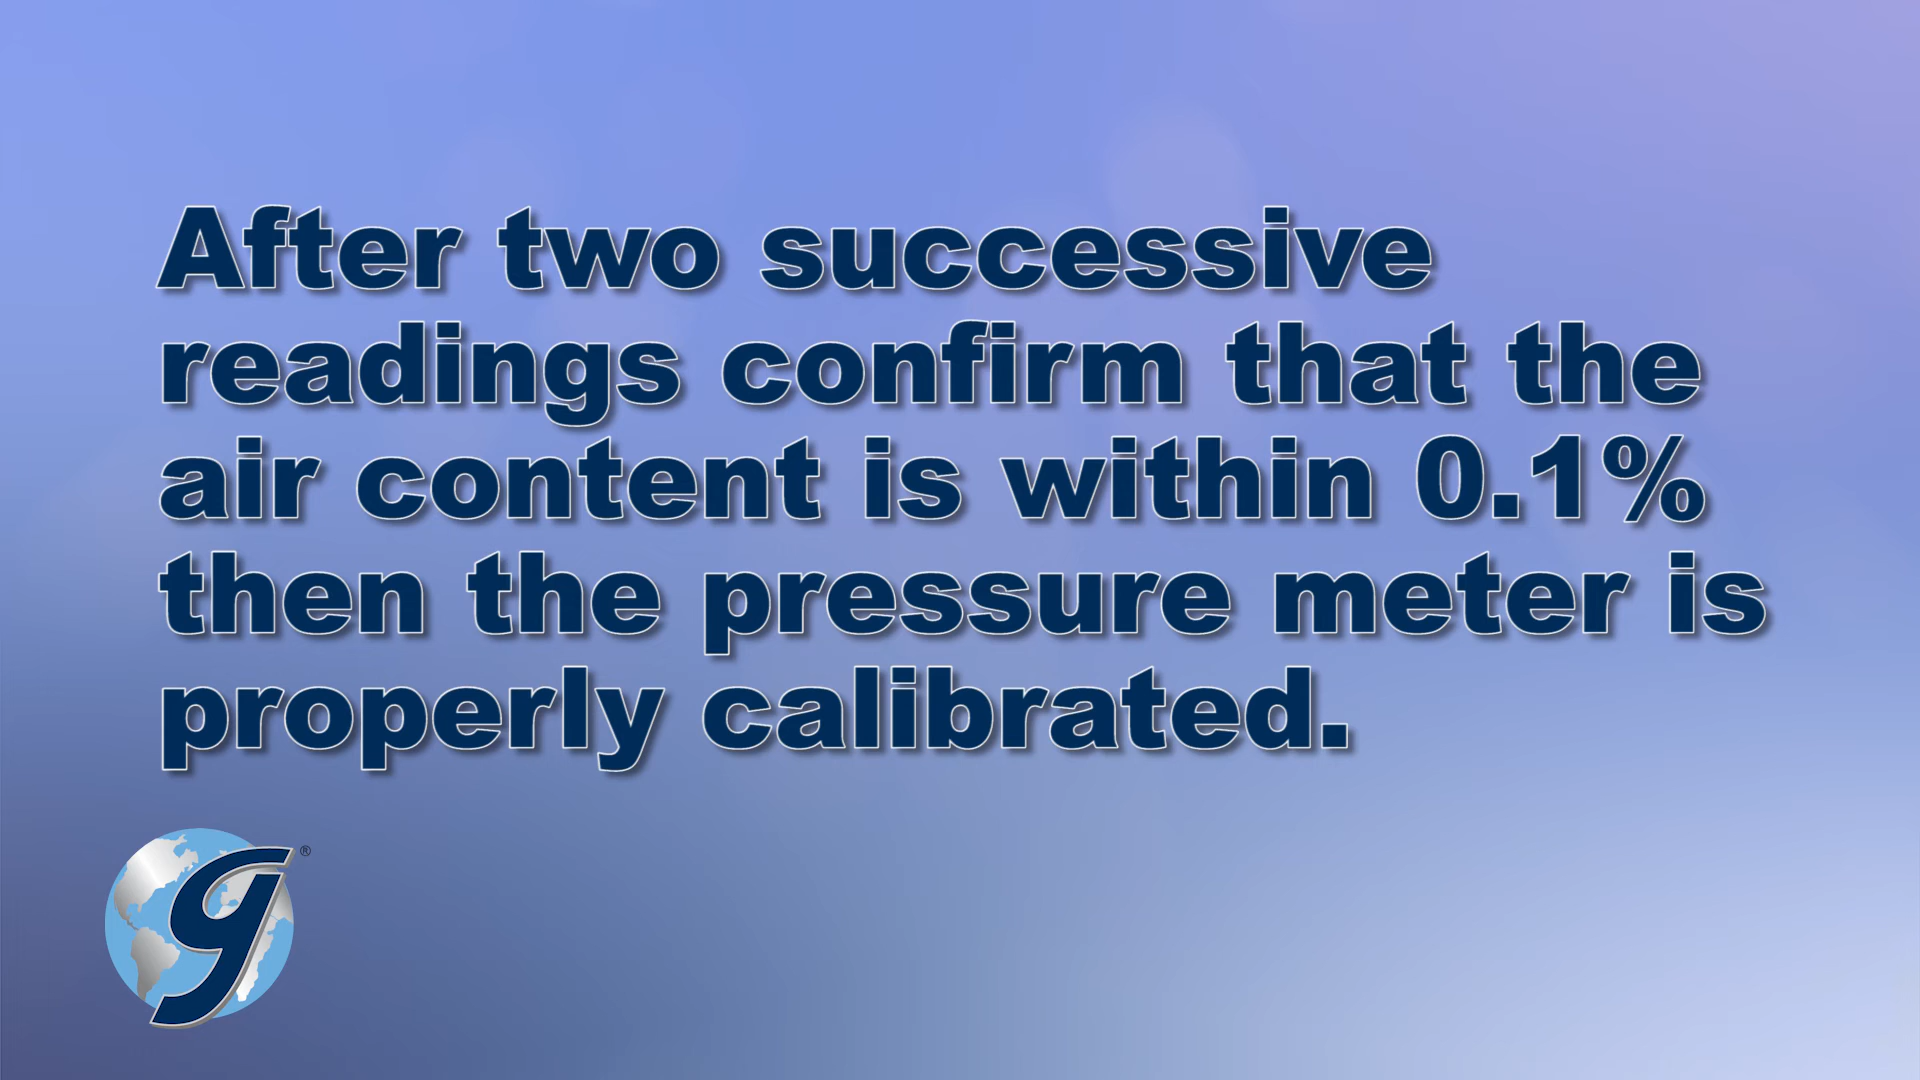 After two successive
readings confirm that the
air content is within 0.1%
then the pressure meter is
properly calibrated.
g®